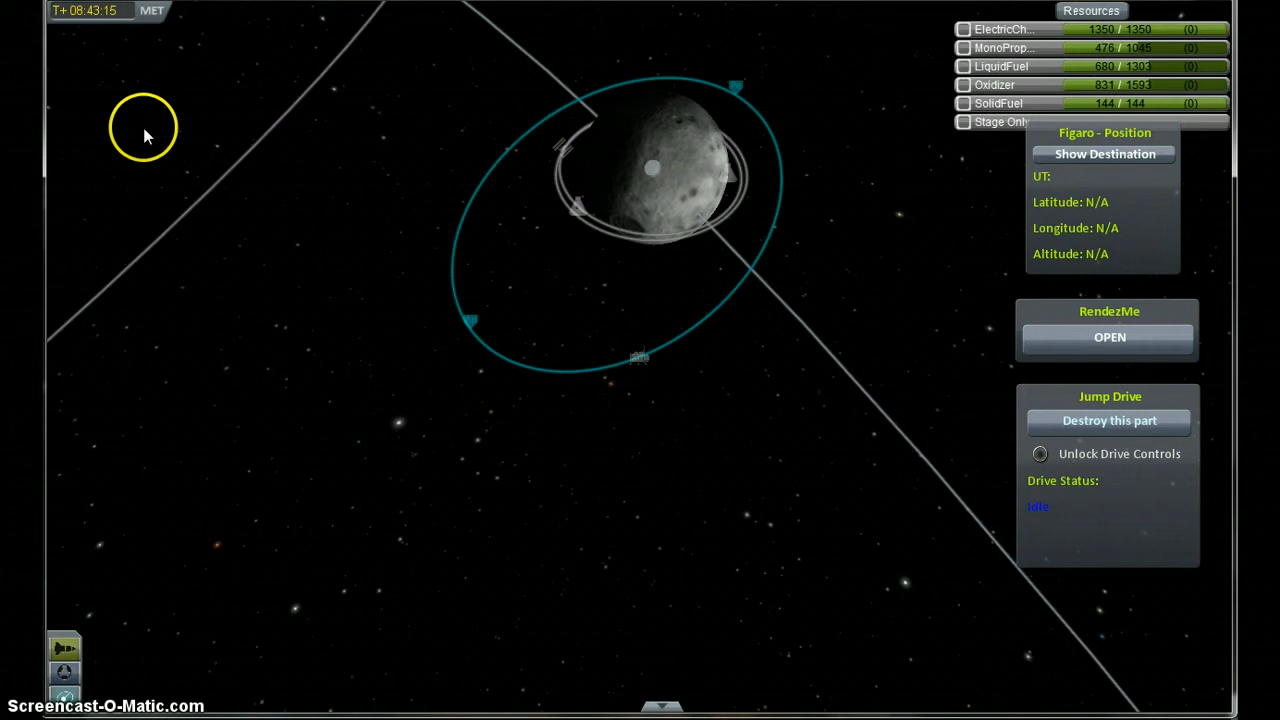 T+ 08:43:15 MET
Resources
ElectricCh... 1350 / 1350 (0)
MonoProp... 476 / 1045 (0)
LiquidFuel 680 / 1303 (0)
Oxidizer 831 / 1593 (0)
SolidFuel 144 / 144 (0)
Stage Only
Figaro - Position
Show Destination
UT:
Latitude: N/A
Longitude: N/A
Altitude: N/A
RendezMe
OPEN
Jump Drive
Destroy this part
Unlock Drive Controls
Drive Status:
Idle
Screencast-O-Matic.com